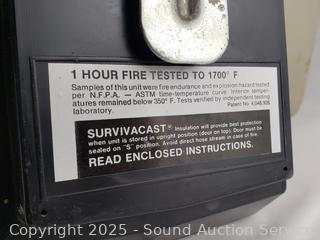 1 HOUR FIRE TESTED TO 1700° F
Samples of this unit were fire endurance and explosion hazard tested
per N.F.P.A. — ASTM time-temperature curve. Interior temper-
atures remained below 350° F. Tests verified by independent testing
laboratory.
Patent No. 4,048,926
SURVIVACAST® Insulation will provide best protection
when unit is stored in upright position (door on top). Door must be
sealed on "S" position. Avoid direct hose stream in case of fire.
READ ENCLOSED INSTRUCTIONS.
Copyright 2025 - Sound Auction Service